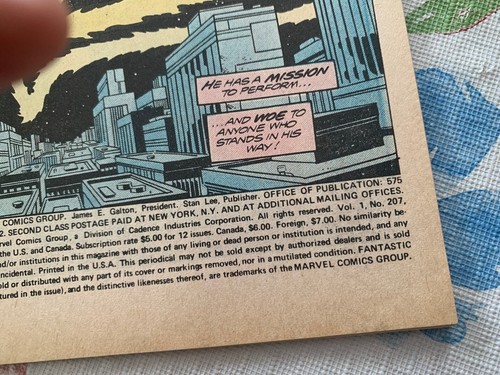 HE HAS A MISSION
TO PERFORM...
...AND WOE TO
ANYONE WHO
STANDS IN HIS
WAY!
COMICS GROUP. James E. Galton, President. Stan Lee, Publisher. OFFICE OF PUBLICATION: 575
2. SECOND CLASS POSTAGE PAID AT NEW YORK, N.Y. AND AT ADDITIONAL MAILING OFFICES.
arvel Comics Group, a Division of Cadence Industries Corporation. All rights reserved. Vol. 1, No. 207,
the U.S. and Canada. Subscription rate $5.00 for 12 issues. Canada, $6.00. Foreign, $7.00. No similarity be-
nd/or institutions in this magazine with those of any living or dead person or institution is intended, and any
incidental. Printed in the U.S.A. This periodical may not be sold except by authorized dealers and is sold
old or distributed with any part of its cover or markings removed, nor in a mutilated condition. FANTASTIC
tured in the issue), and the distinctive likenesses thereof, are trademarks of the MARVEL COMICS GROUP.